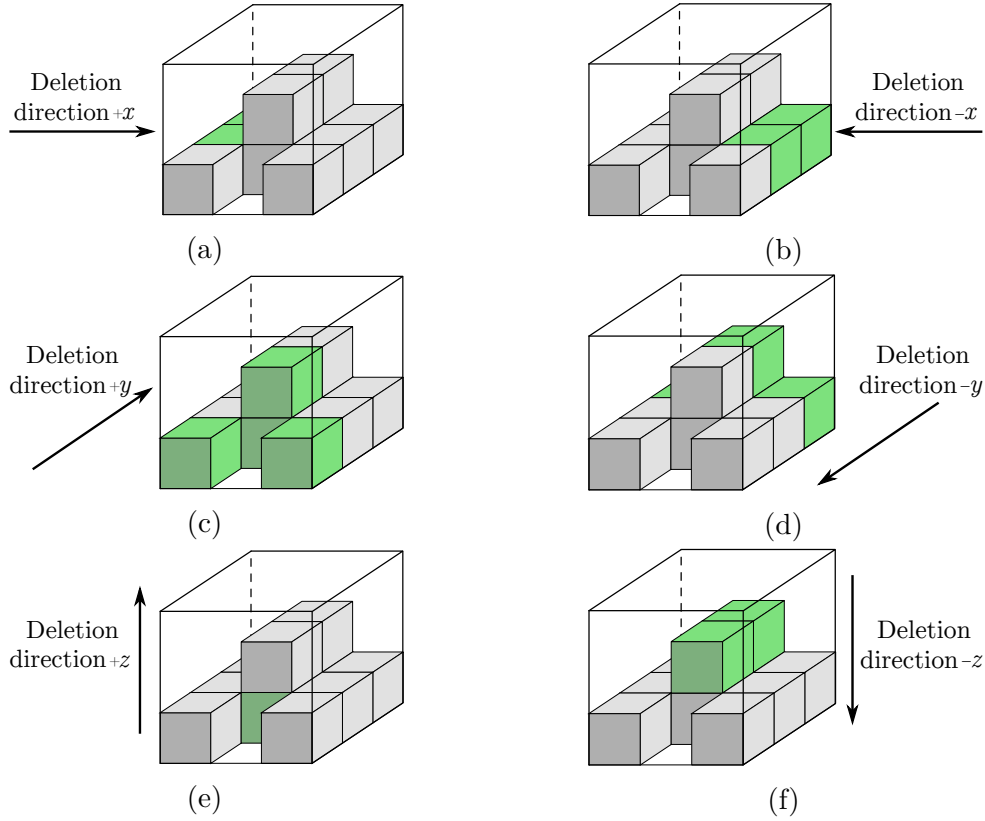 Deletion
direction +x
(a)
Deletion
direction −x
(b)
Deletion
direction +y
(c)
Deletion
direction −y
(d)
Deletion
direction +z
(e)
Deletion
direction −z
(f)